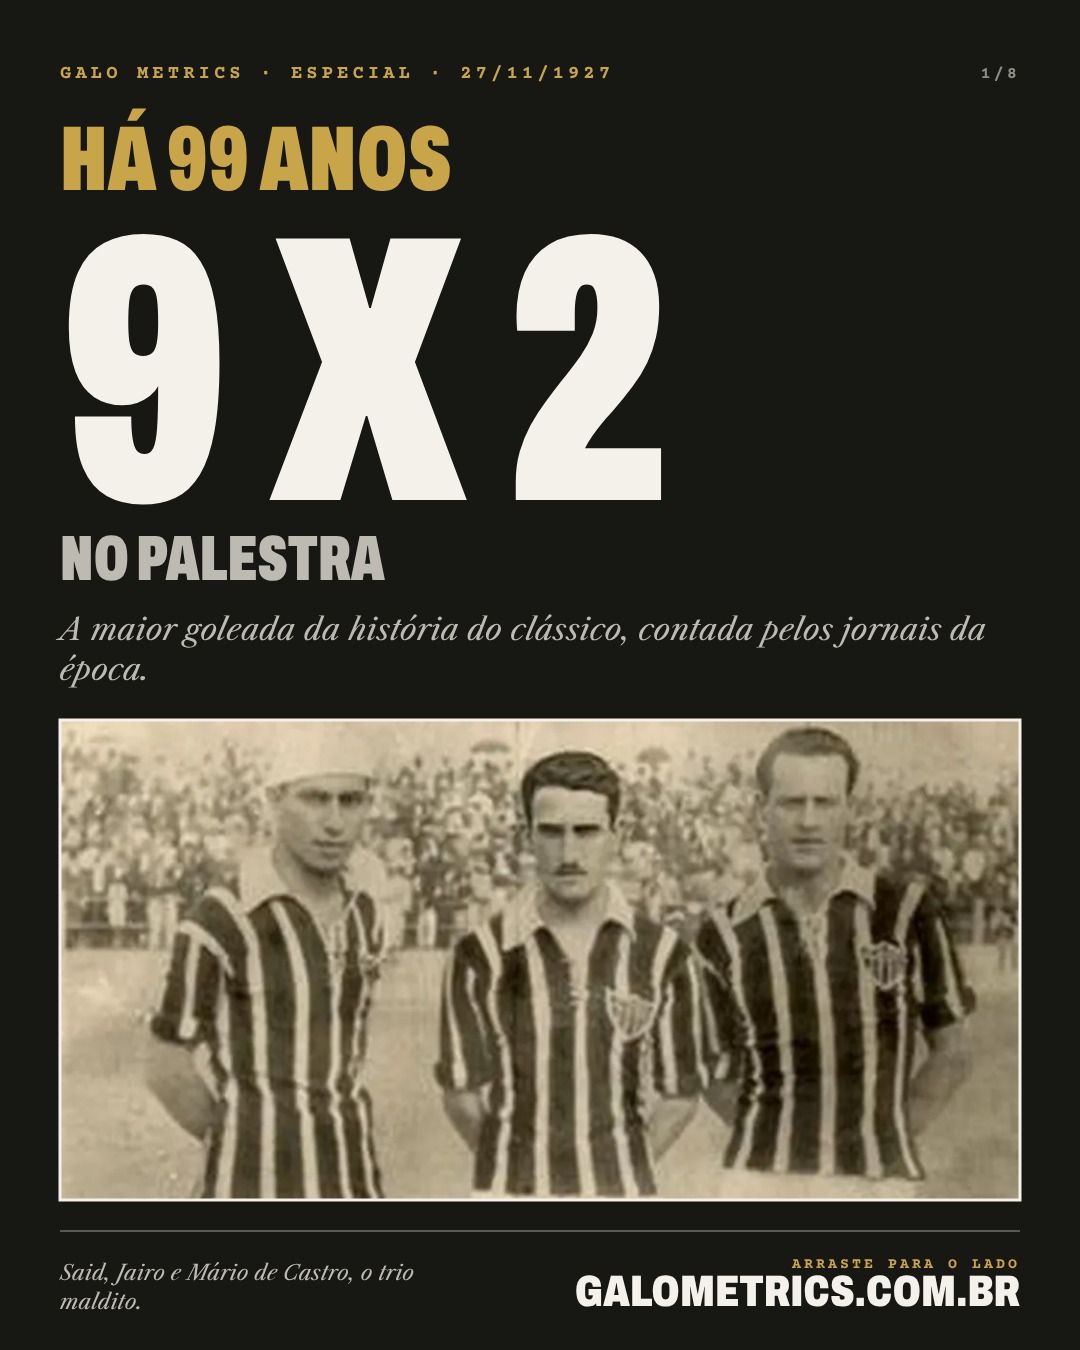 GALO METRICS · ESPECIAL · 27/11/1927
1/8
HÁ 99 ANOS
9 X 2
NO PALESTRA
A maior goleada da história do clássico, contada pelos jornais da
época.
Said, Jairo e Mário de Castro, o trio
maldito.
ARRASTE PARA O LADO
GALOMETRICS.COM.BR